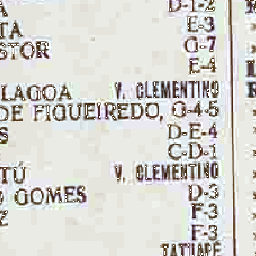 A D-1-2
TA E-3
STOR G-7
E-4
LAGOA V. CLEMENTINO
DE FIGUEIREDO, G-4-5
S D-E-4
C-D-1
TÚ V. CLEMENTINO
GOMES D-3
Z F-3
F-3
TATUAPÉ